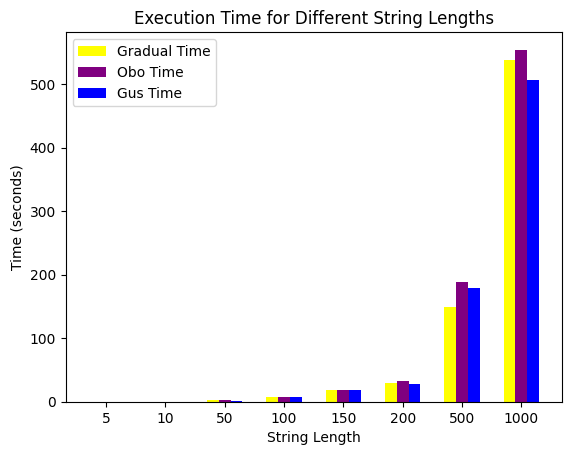 Execution Time for Different String Lengths
Gradual Time
Obo Time
Gus Time
Time (seconds)
500
400
300
200
100
0
5 10 50 100 150 200 500 1000
String Length